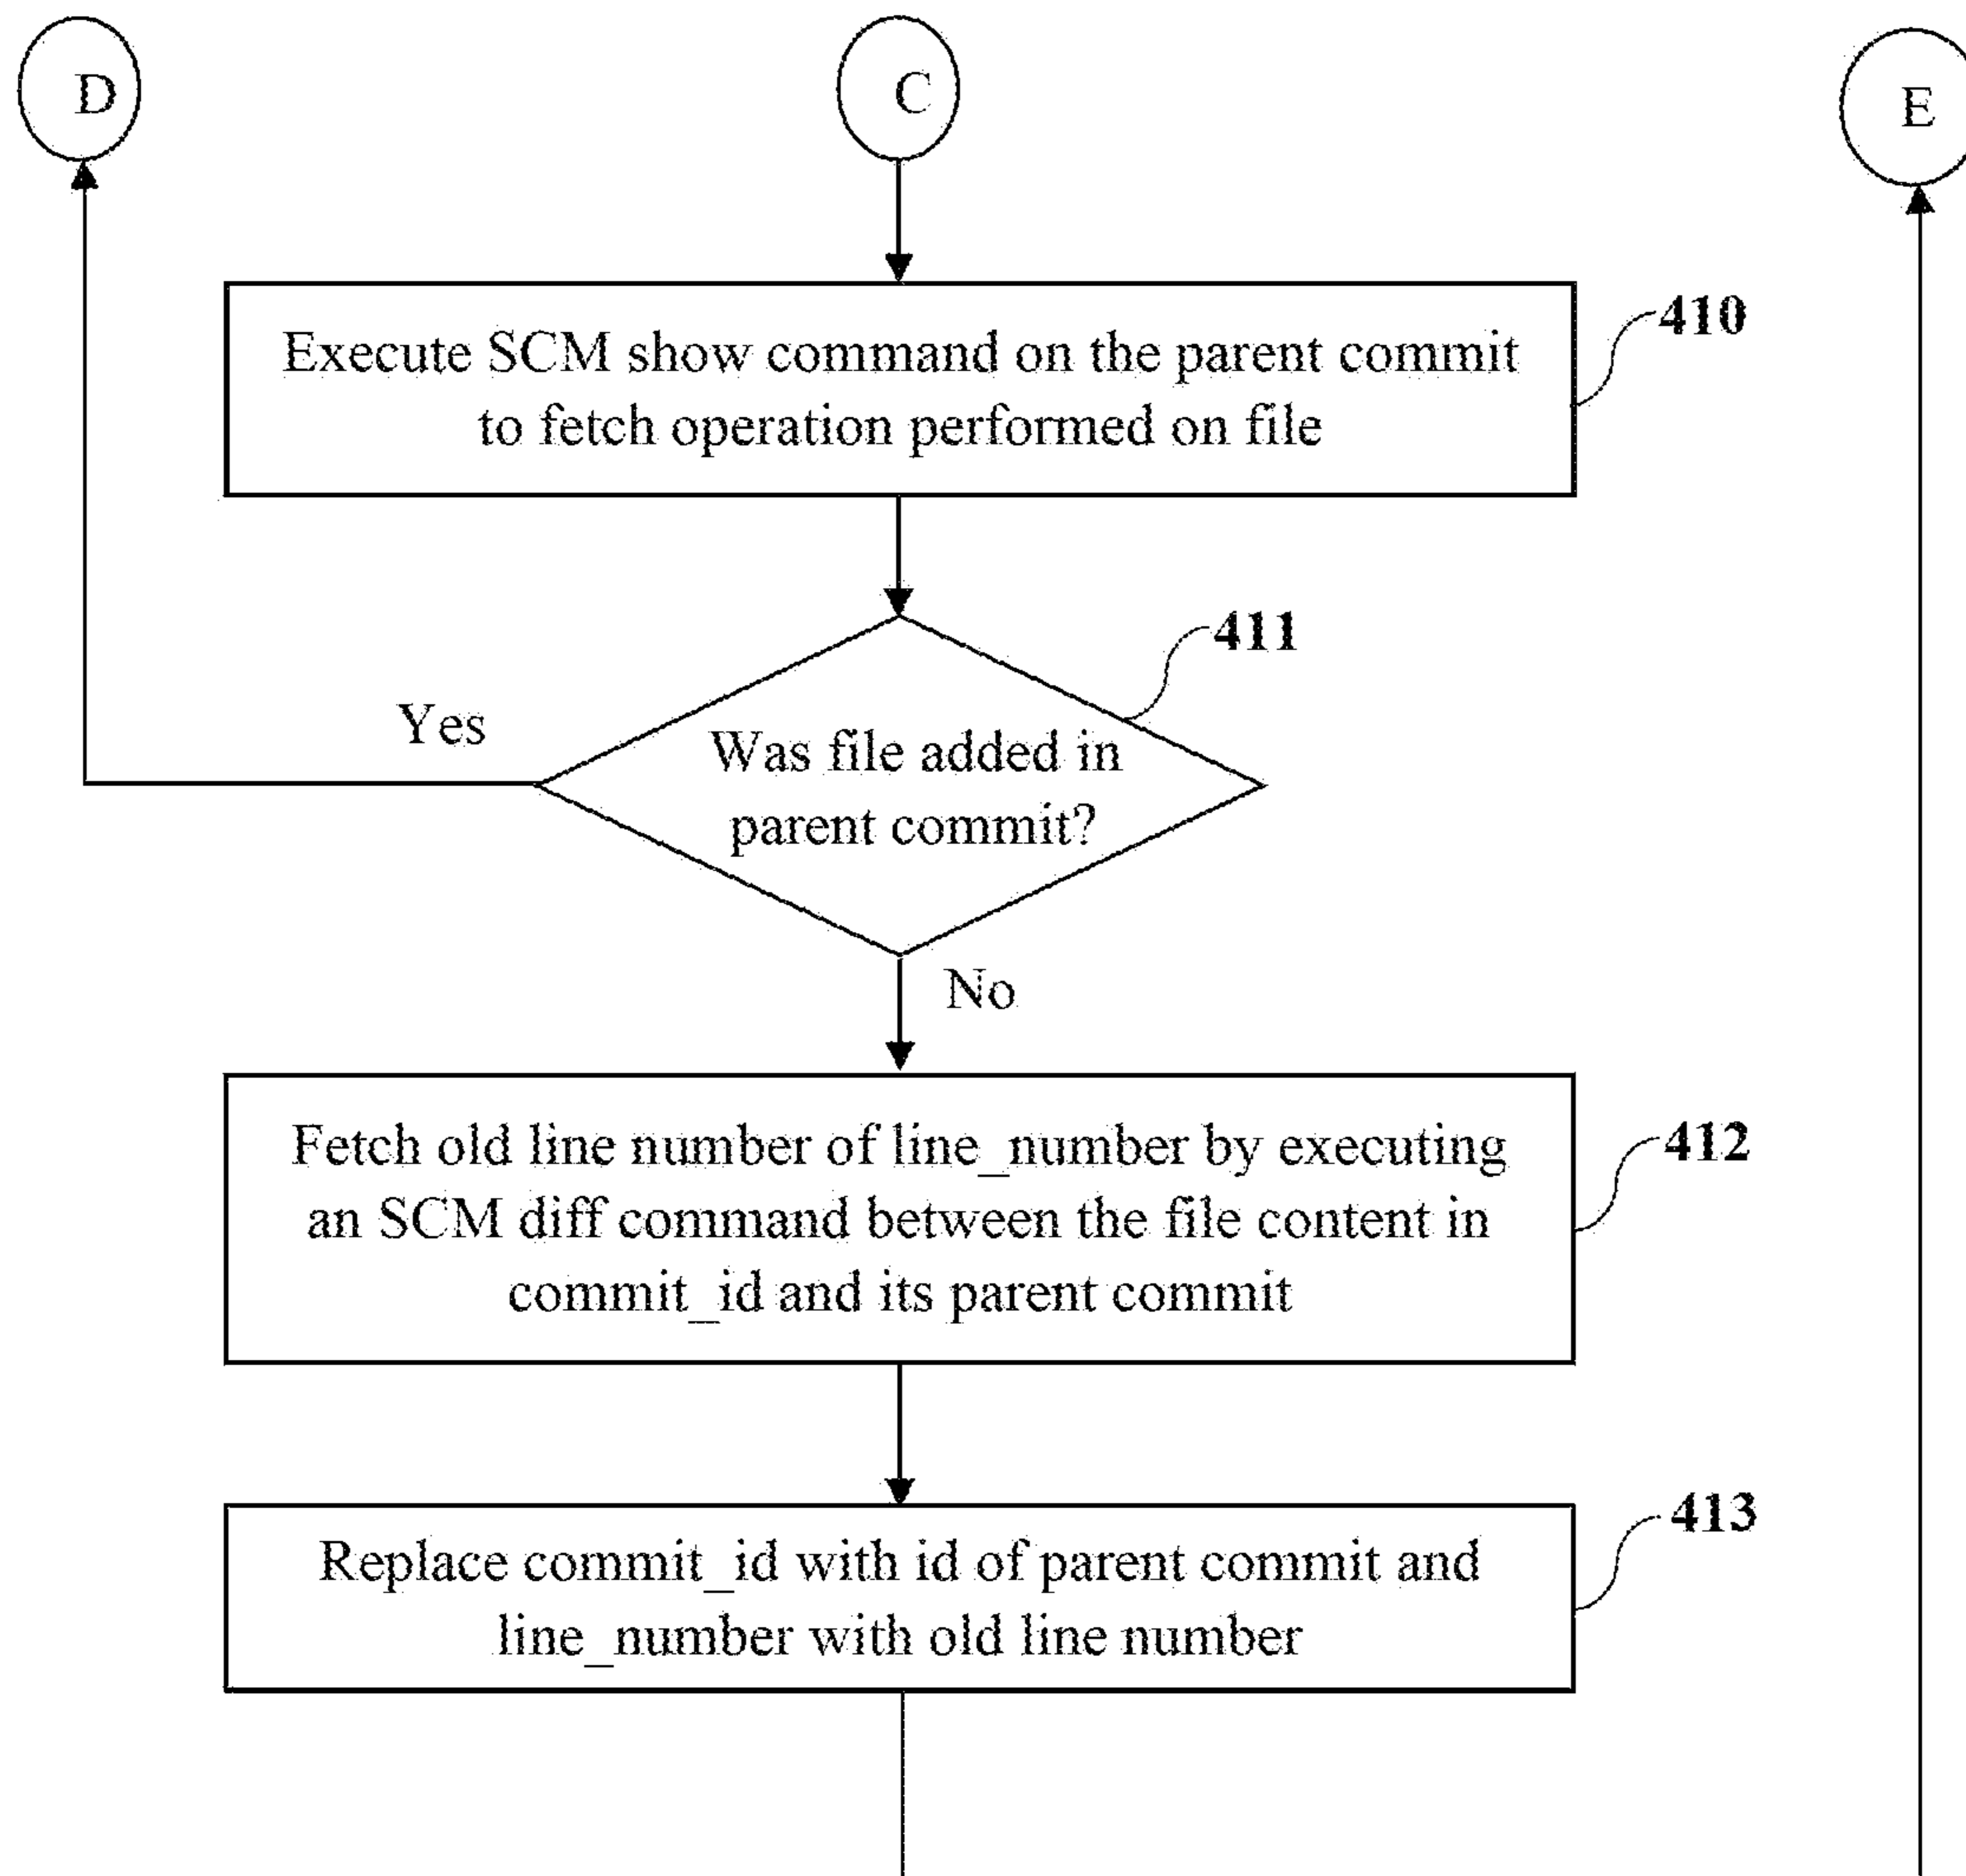 D
C
E
Execute SCM show command on the parent commit
to fetch operation performed on file
410
411
Yes
Was file added in
parent commit?
No
Fetch old line number of line_number by executing
an SCM diff command between the file content in
commit_id and its parent commit
412
Replace commit_id with id of parent commit and
line_number with old line number
413